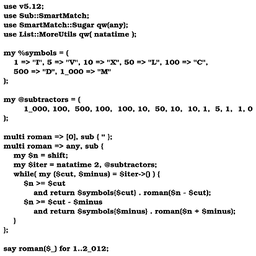 use v5.12;
use Sub::SmartMatch;
use SmartMatch::Sugar qw(any);
use List::MoreUtils qw( natatime );
my %symbols = (
1 => "I", 5 => "V", 10 => "X", 50 => "L", 100 => "C",
500 => "D", 1_000 => "M"
);
my @subtractors = (
1_000, 100, 500, 100, 100, 10, 50, 10, 10, 1, 5, 1, 1, 0
);
multi roman => [0], sub { '' };
multi roman => any, sub {
my $n = shift;
my $iter = natatime 2, @subtractors;
while( my ($cut, $minus) = $iter->() ) {
$n >= $cut
and return $symbols{$cut} . roman($n - $cut);
$n >= $cut - $minus
and return $symbols{$minus} . roman($n + $minus);
}
};
say roman($_) for 1..2_012;